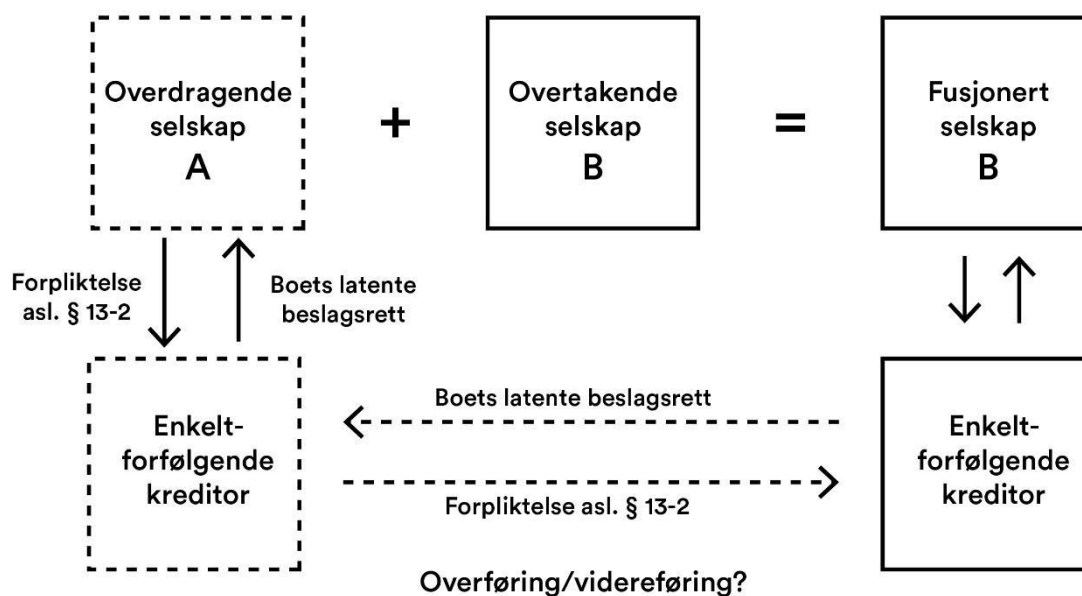 Overdragende
selskap
A
+
Overtakende
selskap
B
=
Fusjonert
selskap
B
Forpliktelse
asl. § 13-2
Boets latente
beslagsrett
Enkelt-
forfølgende
kreditor
Boets latente beslagsrett
Forpliktelse asl. § 13-2
Enkelt-
forfølgende
kreditor
Overføring/videreføring?